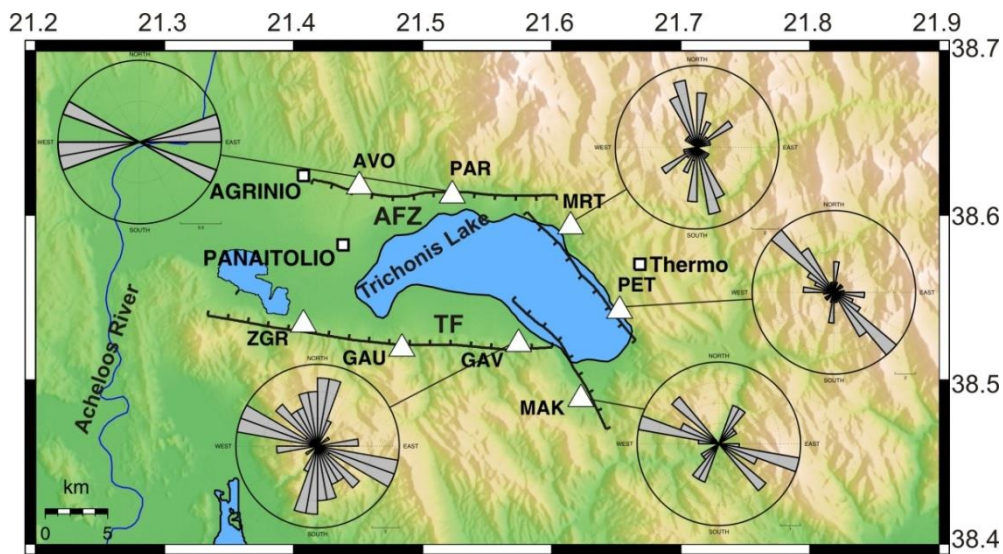 21.2 21.3 21.4 21.5 21.6 21.7 21.8 21.9
38.7
NORTH
WEST
EAST
SOUTH
NORTH
WEST
EAST
SOUTH
AVO
PAR
AGRINIO
AFZ
MRT
38.6
PANAITOLIO
Trichonis Lake
Thermo
PET
NORTH
WEST
EAST
SOUTH
Acheloos River
ZGR
TF
GAU
GAV
38.5
MAK
NORTH
WEST
EAST
SOUTH
NORTH
WEST
EAST
SOUTH
km
0 5
38.4